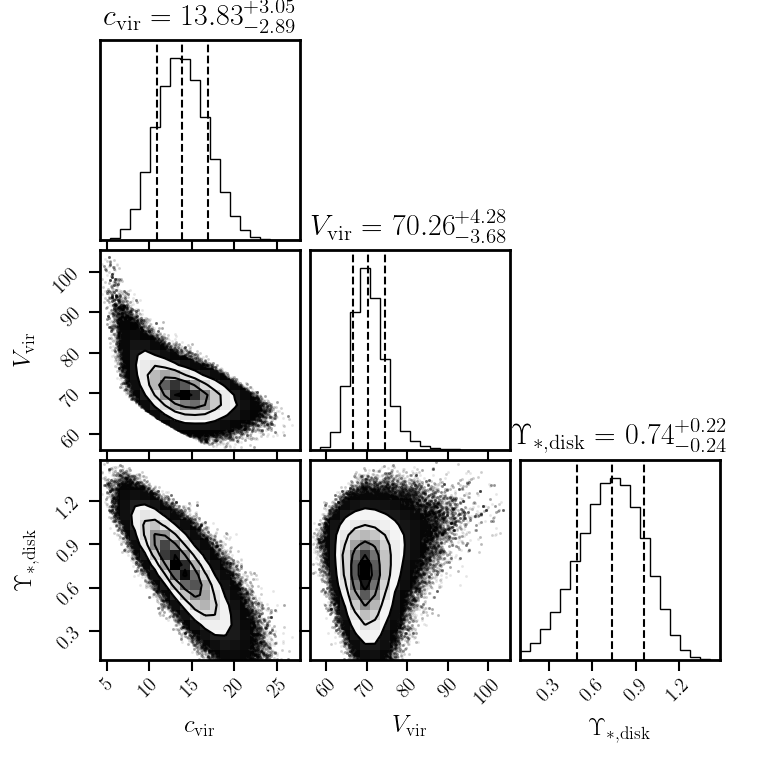 c_vir = 13.83^{+3.05}_{-2.89}
V_vir = 70.26^{+4.28}_{-3.68}
100
90
80
70
60
V_vir
ϒ_{*,disk} = 0.74^{+0.22}_{-0.24}
1.2
0.9
0.6
0.3
ϒ_{*,disk}
5 10 15 20 25
60 70 80 90 100
0.3 0.6 0.9 1.2
c_vir
V_vir
ϒ_{*,disk}